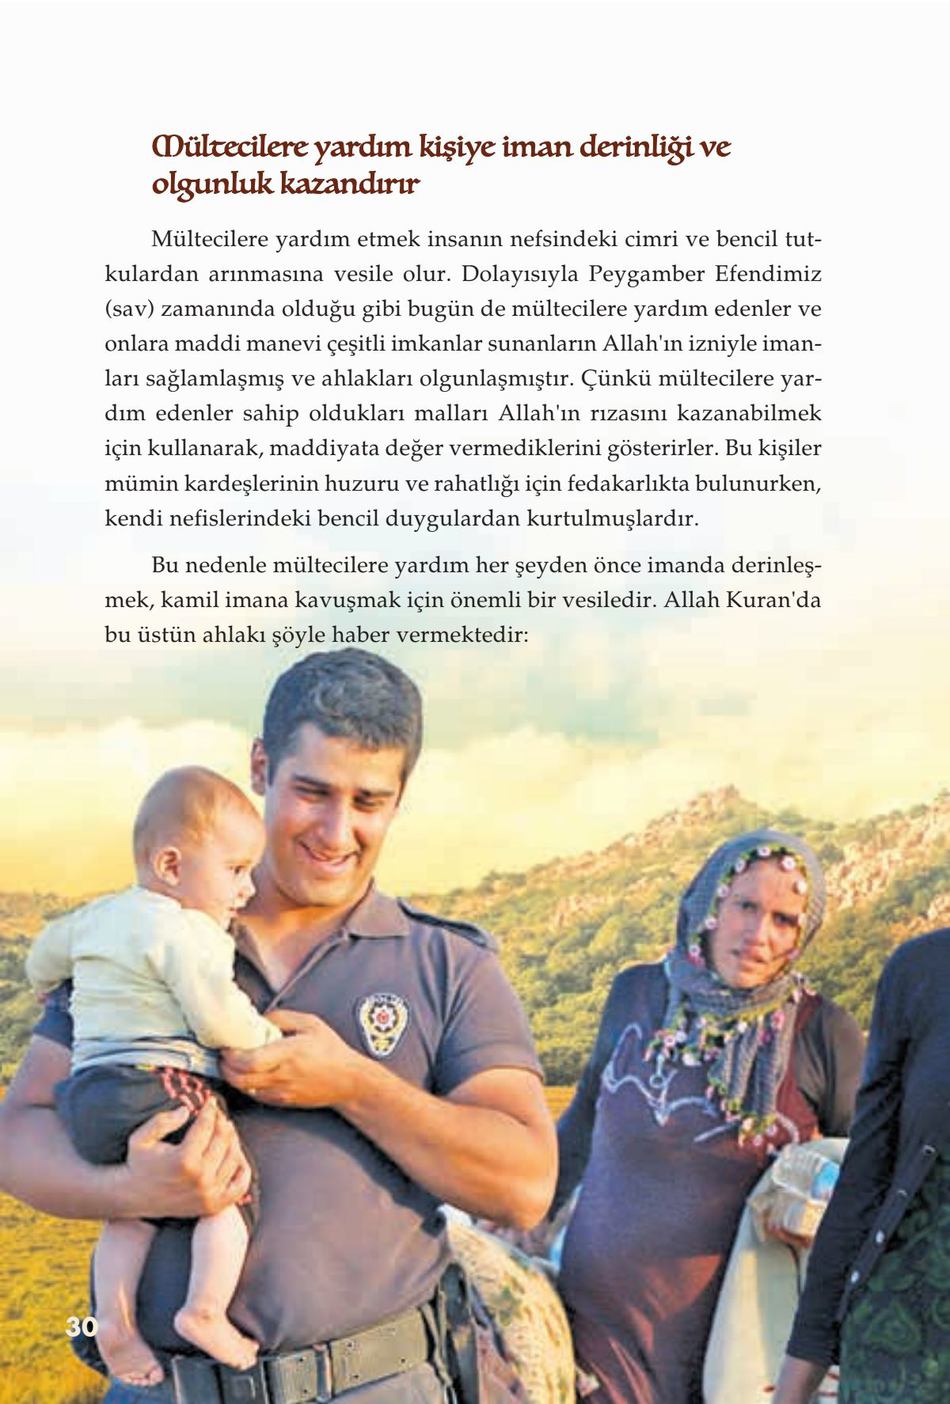 Mültecilere yardım kişiye iman derinliği ve
olgunluk kazandırır
Mültecilere yardım etmek insanın nefsindeki cimri ve bencil tut-
kulardan arınmasına vesile olur. Dolayısıyla Peygamber Efendimiz
(sav) zamanında olduğu gibi bugün de mültecilere yardım edenler ve
onlara maddi manevi çeşitli imkanlar sunanların Allah'ın izniyle iman-
ları sağlamlaşmış ve ahlakları olgunlaşmıştır. Çünkü mültecilere yar-
dım edenler sahip oldukları malları Allah'ın rızasını kazanabilmek
için kullanarak, maddiyata değer vermediklerini gösterirler. Bu kişiler
mümin kardeşlerinin huzuru ve rahatlığı için fedakarlıkta bulunurken,
kendi nefislerindeki bencil duygulardan kurtulmuşlardır.
Bu nedenle mültecilere yardım her şeyden önce imanda derinleş-
mek, kamil imana kavuşmak için önemli bir vesiledir. Allah Kuran'da
bu üstün ahlakı şöyle haber vermektedir:
30